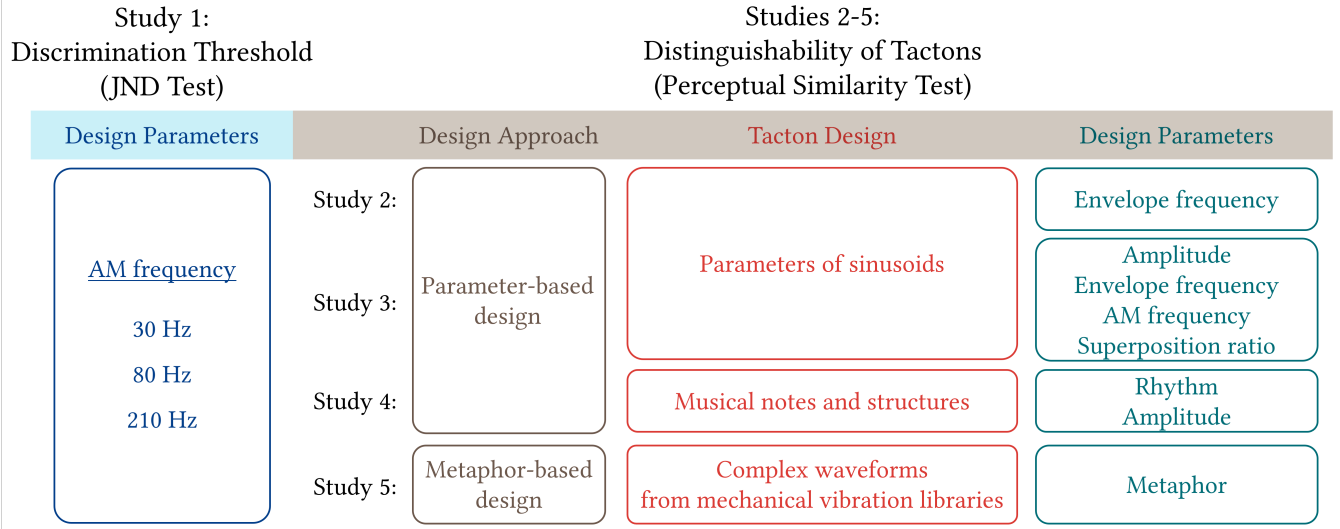 Study 1:
Discrimination Threshold
(JND Test)
Studies 2-5:
Distinguishability of Tactons
(Perceptual Similarity Test)
Design Parameters
Design Approach
Tacton Design
Design Parameters
AM frequency
30 Hz
80 Hz
210 Hz
Study 2:
Study 3:
Study 4:
Study 5:
Parameter-based
design
Metaphor-based
design
Parameters of sinusoids
Musical notes and structures
Complex waveforms
from mechanical vibration libraries
Envelope frequency
Amplitude
Envelope frequency
AM frequency
Superposition ratio
Rhythm
Amplitude
Metaphor